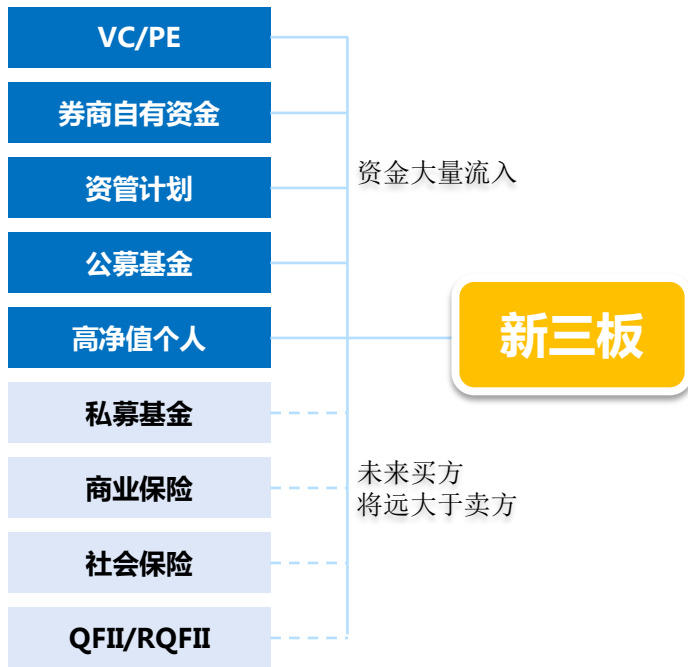 VC/PE
券商自有资金
资管计划
资金大量流入
公募基金
高净值个人
新三板
私募基金
商业保险
未来买方
将远大于卖方
社会保险
QFII/RQFII